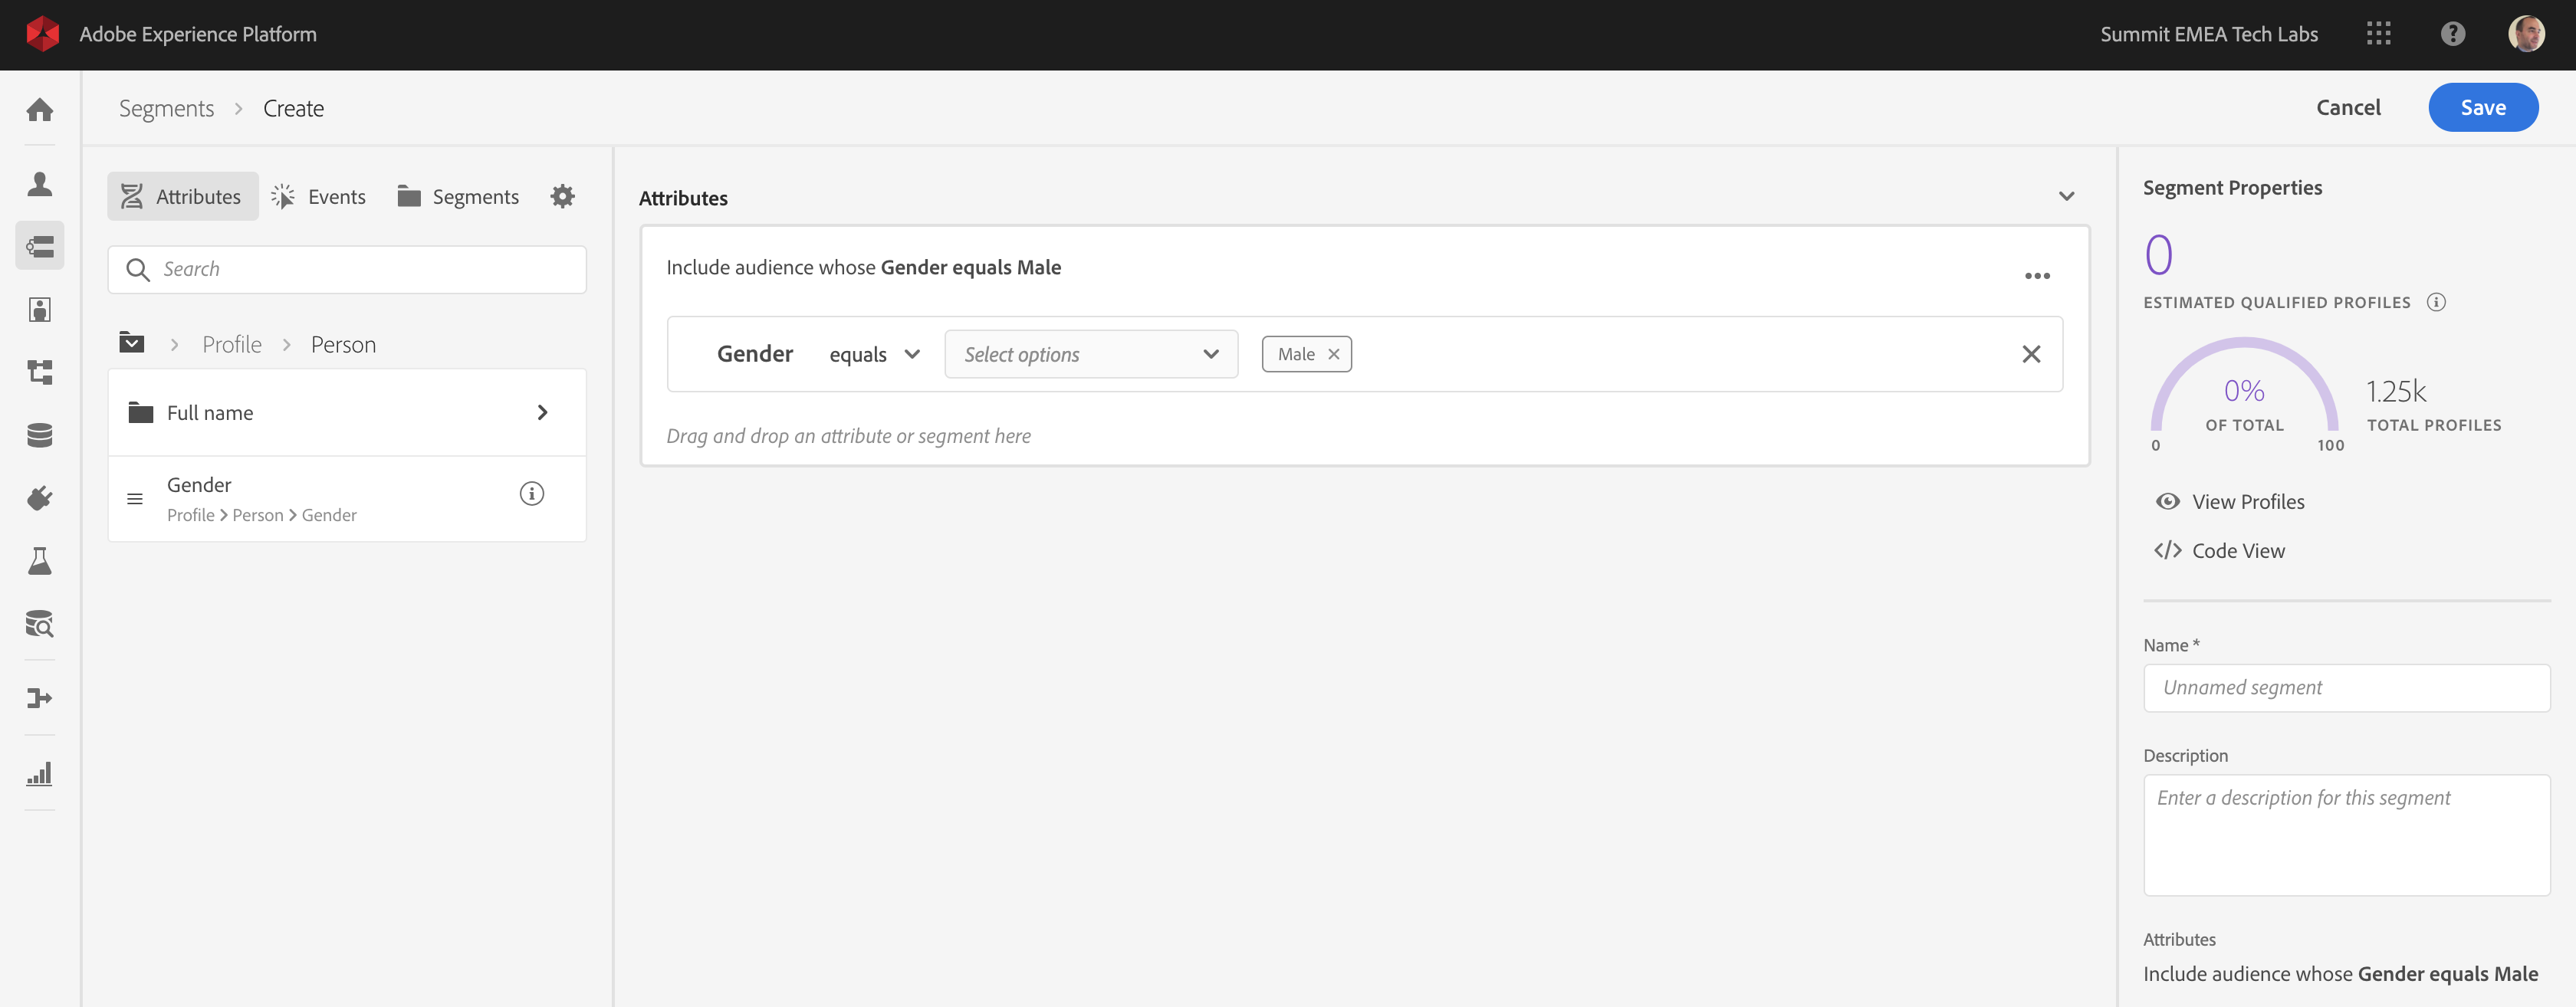 Adobe Experience Platform
Summit EMEA Tech Labs
Segments > Create
Cancel
Save
Attributes
Events
Segments
Search
> Profile > Person
Full name
Gender
Profile > Person > Gender
Attributes
Include audience whose Gender equals Male
Gender equals Select options Male
Drag and drop an attribute or segment here
Segment Properties
0
ESTIMATED QUALIFIED PROFILES
0%
OF TOTAL
0 100
1.25k
TOTAL PROFILES
View Profiles
</> Code View
Name *
Unnamed segment
Description
Enter a description for this segment
Attributes
Include audience whose Gender equals Male